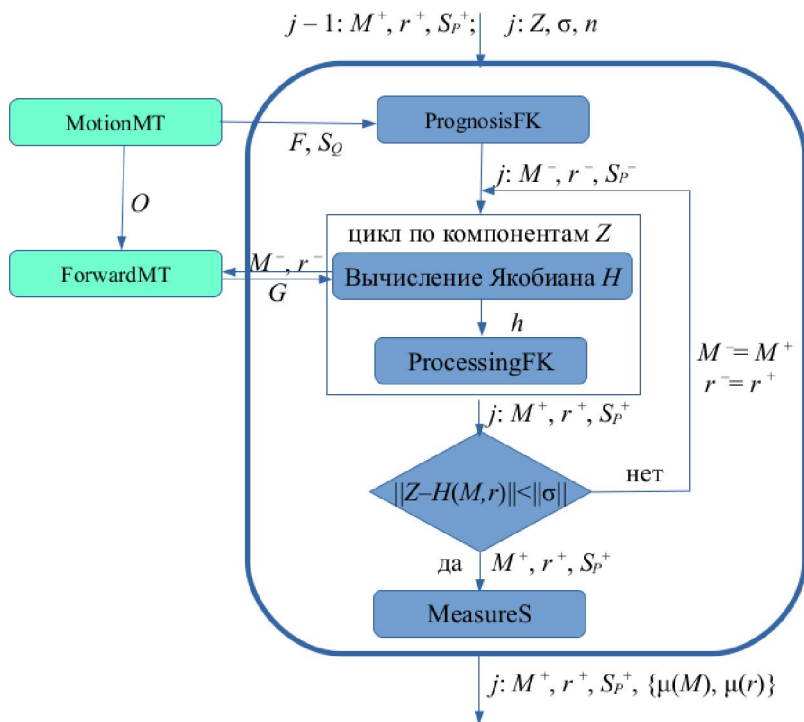 j – 1: M⁺, r⁺, S_P⁺; j: Z, σ, n
MotionMT
PrognosisFK
F, S_Q
j: M⁻, r⁻, S_P⁻
O
цикл по компонентам Z
ForwardMT
M⁻, r⁻
Вычисление Якобиана H
G
h
ProcessingFK
M⁻= M⁺
r⁻= r⁺
j: M⁺, r⁺, S_P⁺
нет
||Z–H(M,r)||<||σ||
да
M⁺, r⁺, S_P⁺
MeasureS
j: M⁺, r⁺, S_P⁺, {μ(M), μ(r)}